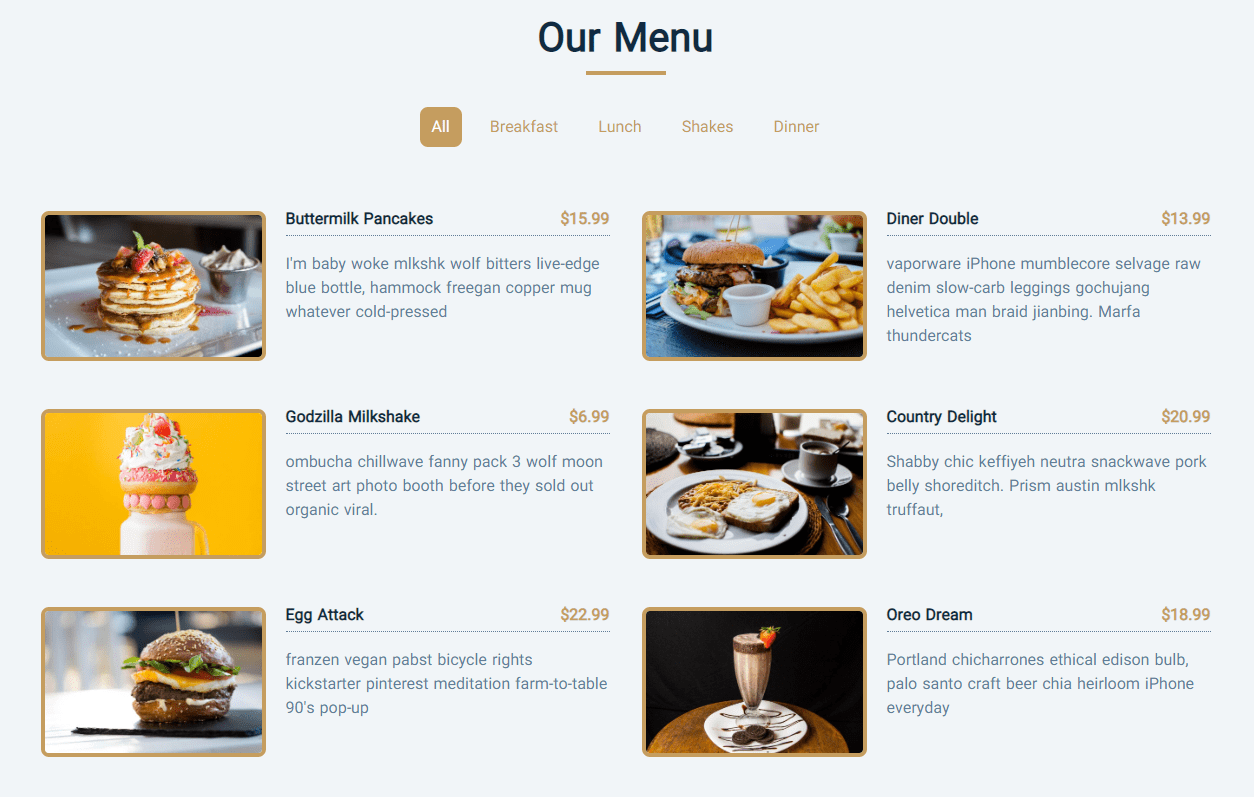 Our Menu
All
Breakfast
Lunch
Shakes
Dinner
Buttermilk Pancakes $15.99
I'm baby woke mlkshk wolf bitters live-edge
blue bottle, hammock freegan copper mug
whatever cold-pressed
Diner Double $13.99
vaporware iPhone mumblecore selvage raw
denim slow-carb leggings gochujang
helvetica man braid jianbing. Marfa
thundercats
Godzilla Milkshake $6.99
ombucha chillwave fanny pack 3 wolf moon
street art photo booth before they sold out
organic viral.
Country Delight $20.99
Shabby chic keffiyeh neutra snackwave pork
belly shoreditch. Prism austin mlkshk
truffaut,
Egg Attack $22.99
franzen vegan pabst bicycle rights
kickstarter pinterest meditation farm-to-table
90's pop-up
Oreo Dream $18.99
Portland chicharrones ethical edison bulb,
palo santo craft beer chia heirloom iPhone
everyday